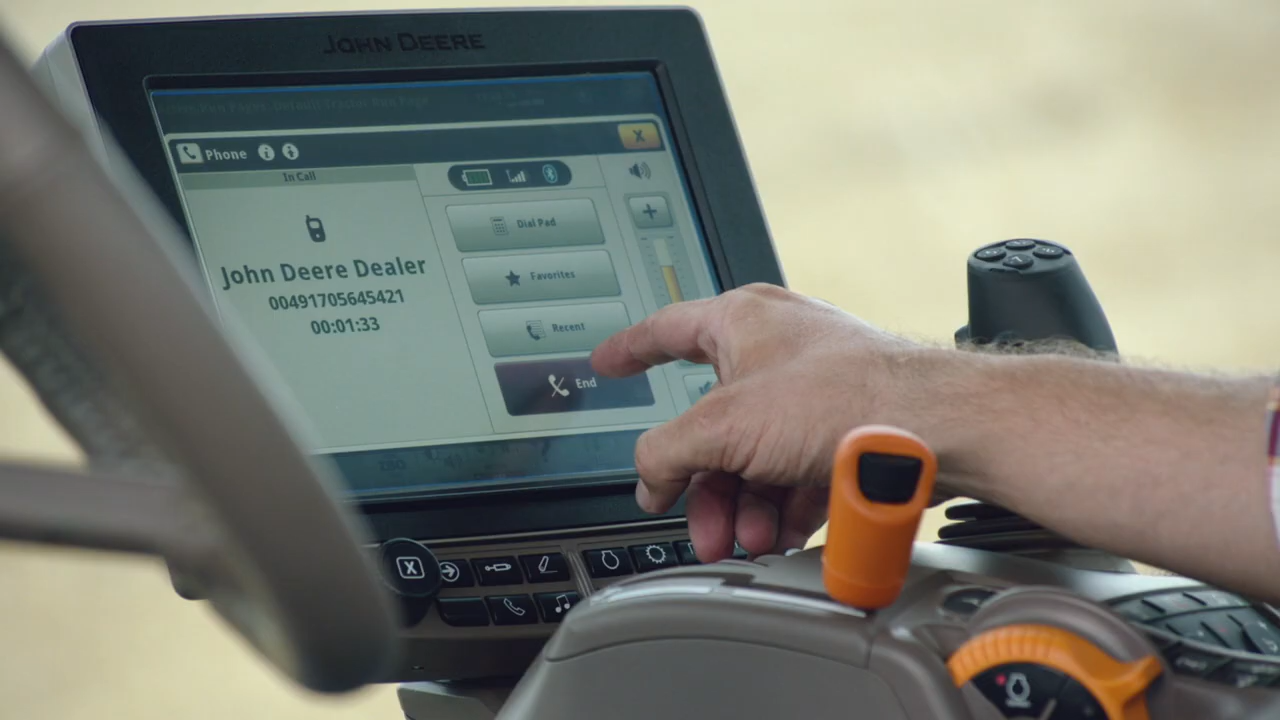 JOHN DEERE
Phone
In Call
John Deere Dealer
00491705645421
00:01:33
Dial Pad
Favorites
Recent
End
X